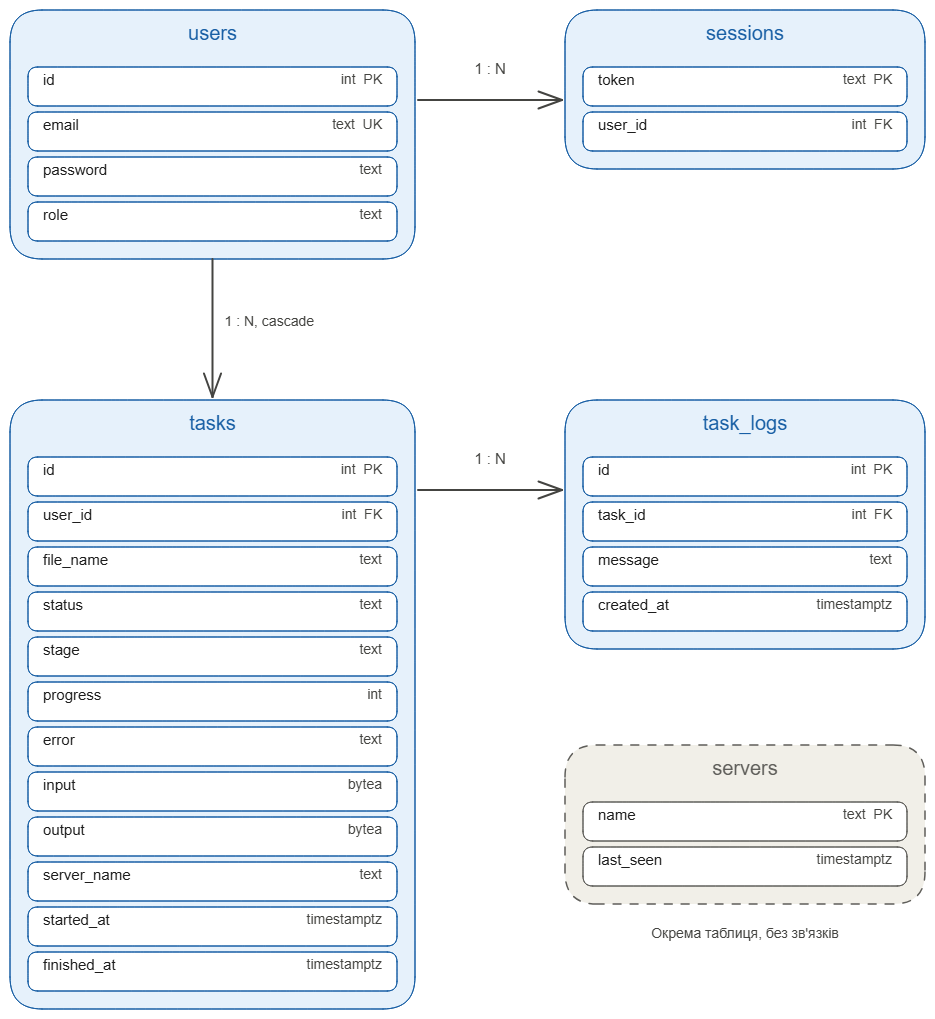 users
id int PK
email text UK
password text
role text
1 : N
sessions
token text PK
user_id int FK
1 : N, cascade
tasks
id int PK
user_id int FK
file_name text
status text
stage text
progress int
error text
input bytea
output bytea
server_name text
started_at timestamptz
finished_at timestamptz
1 : N
task_logs
id int PK
task_id int FK
message text
created_at timestamptz
servers
name text PK
last_seen timestamptz
Окрема таблиця, без зв'язків